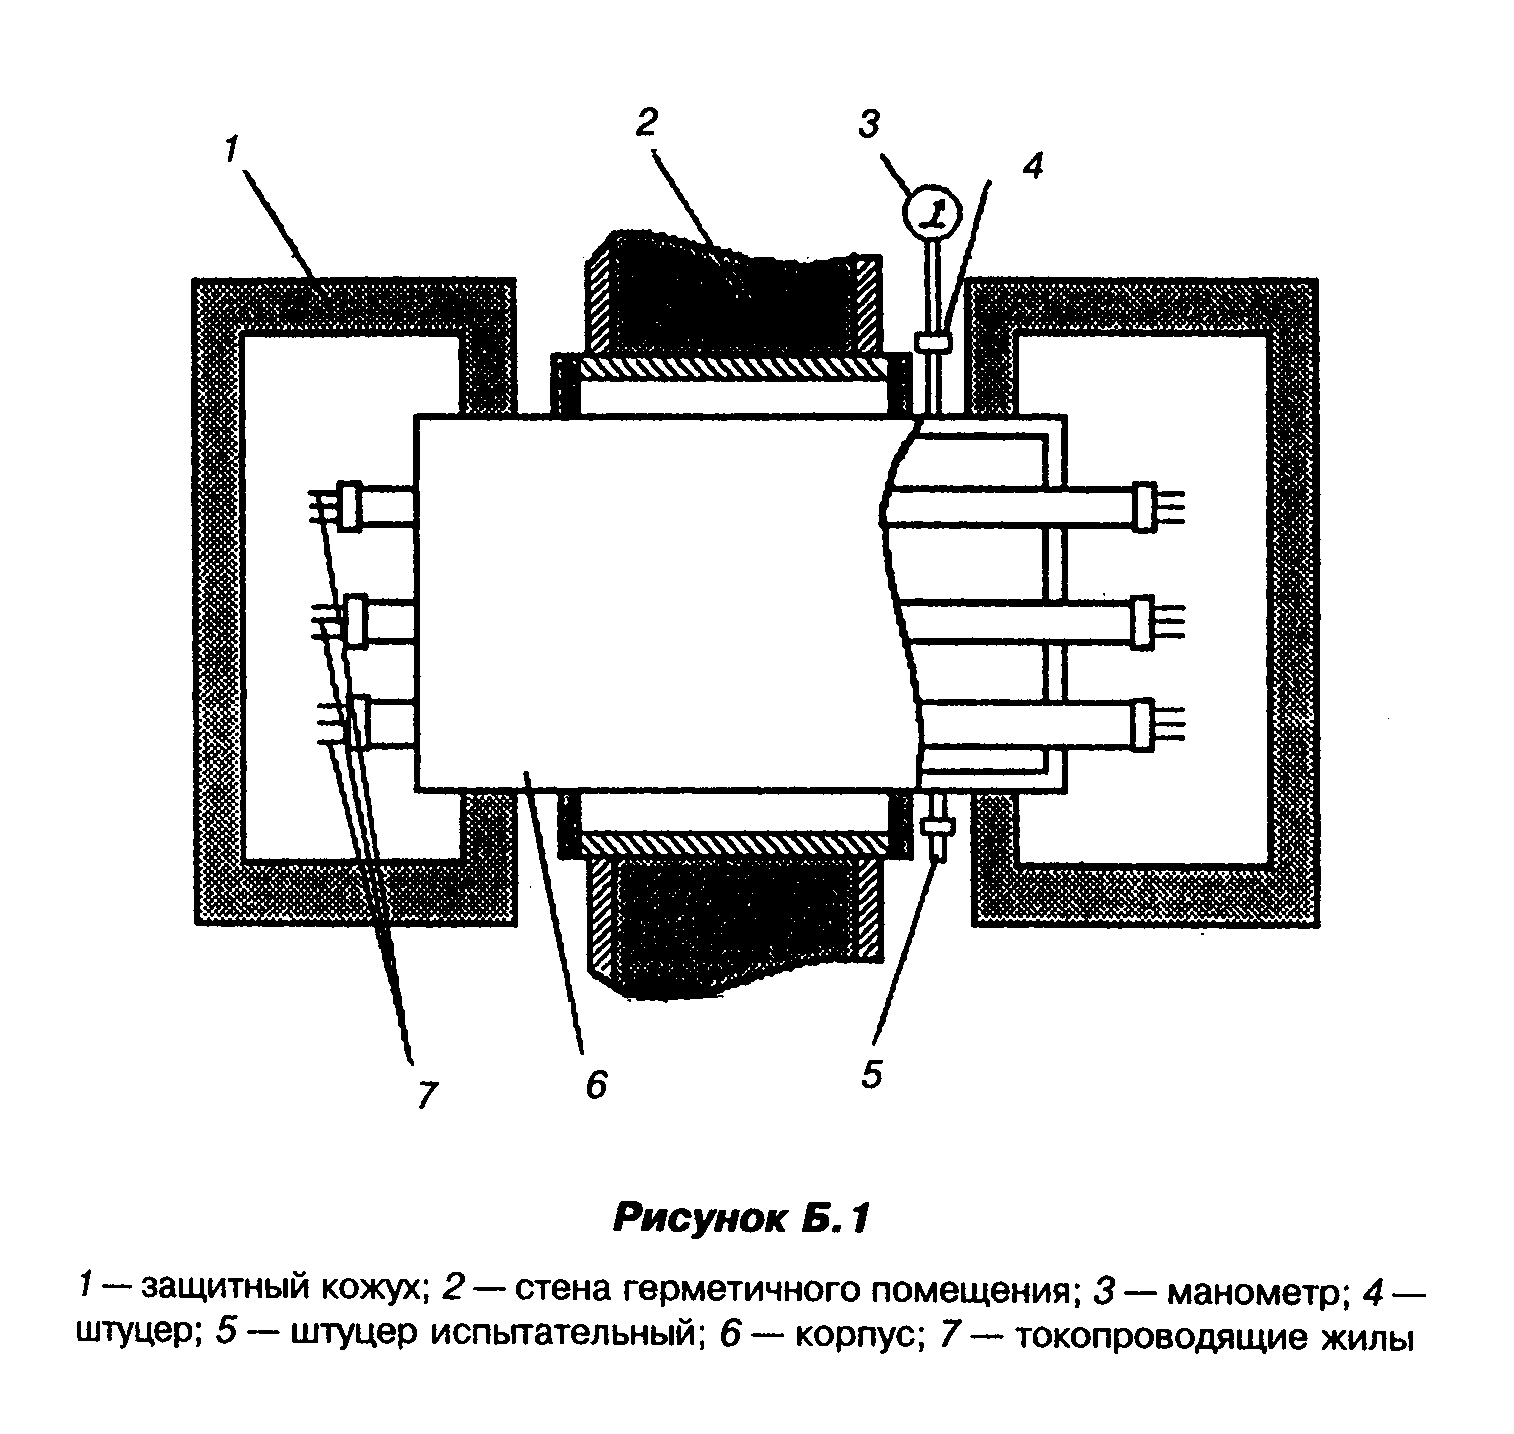 1
2
3
4
7
6
5
Рисунок Б. 1
1 — защитный кожух; 2 — стена герметичного помещения; 3 — манометр; 4 —
штуцер; 5 — штуцер испытательный; 6 — корпус; 7 — токопроводящие жилы